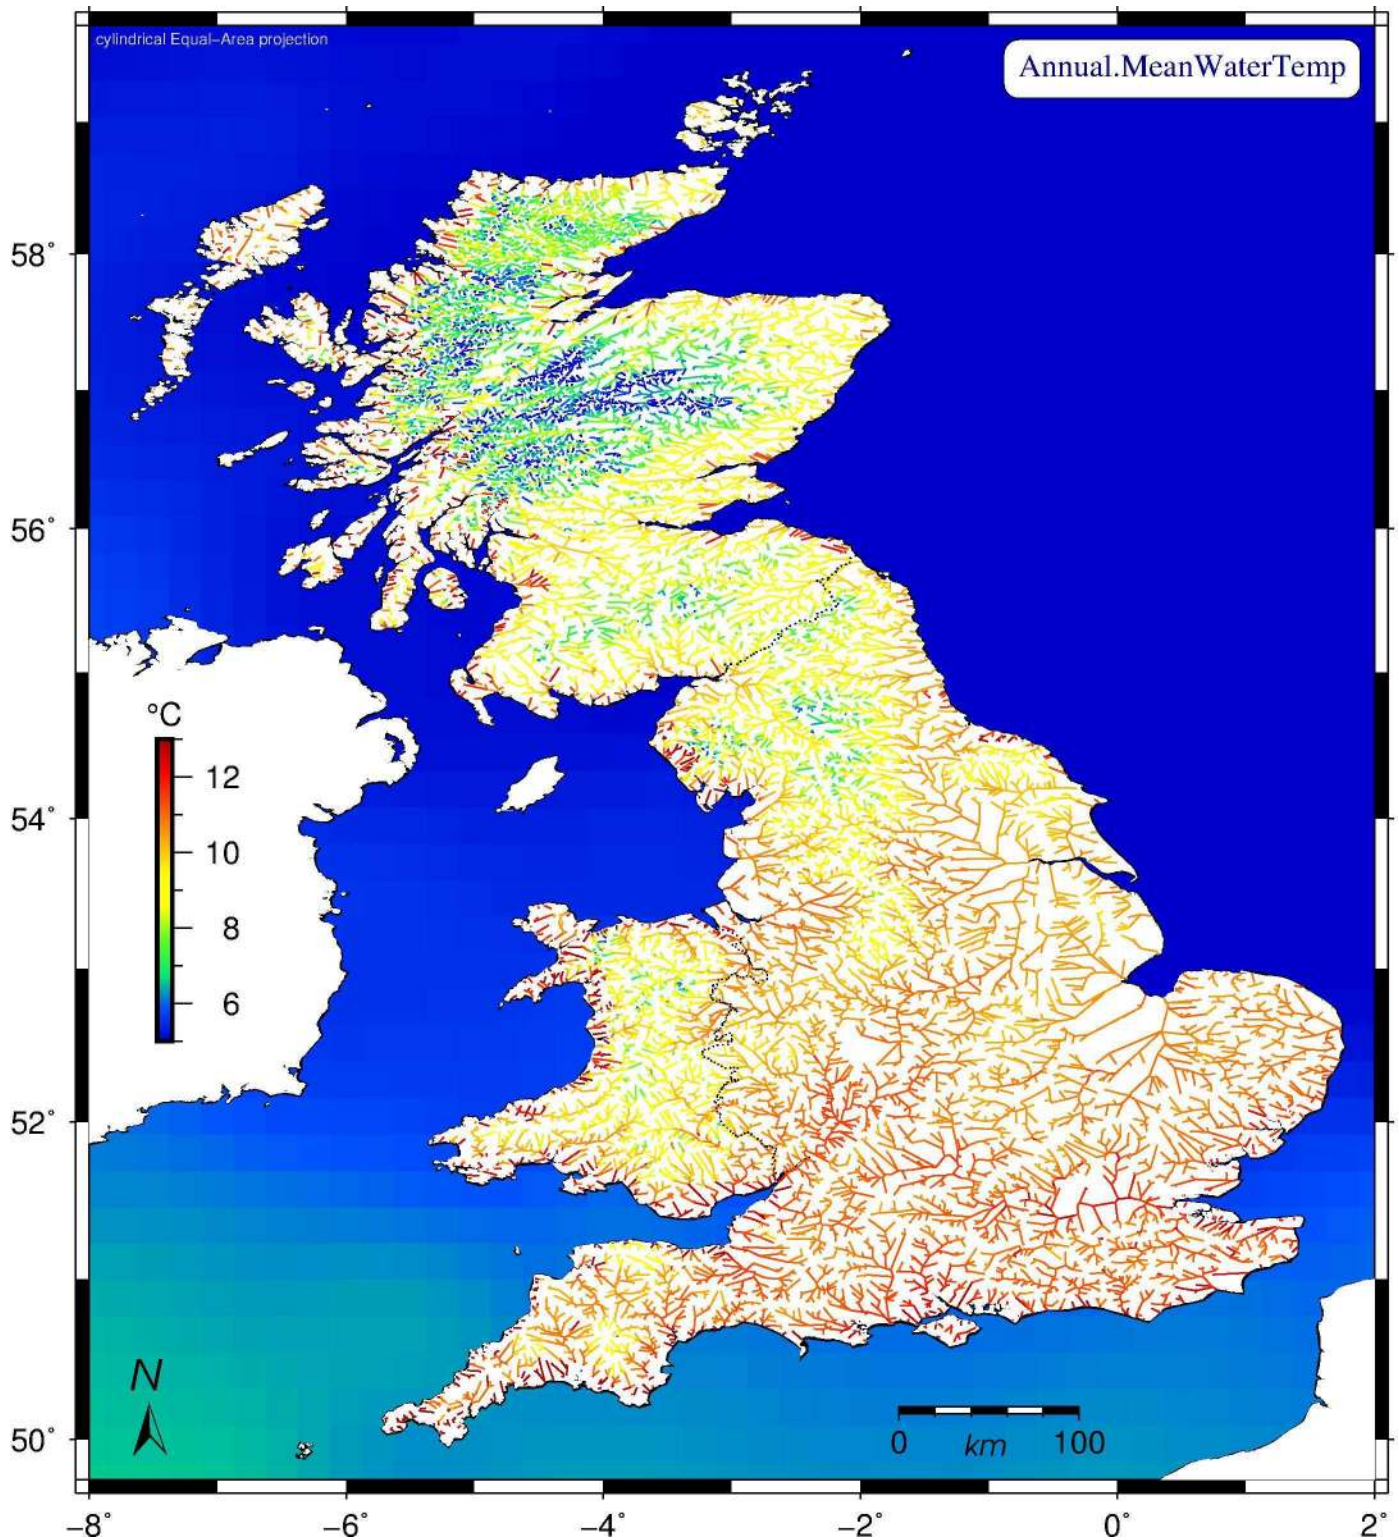 cylindrical Equal–Area projection
Annual.MeanWaterTemp
58°
56°
°C
12
10
8
6
54°
52°
N
50°
0 km 100
−8° −6° −4° −2° 0° 2°